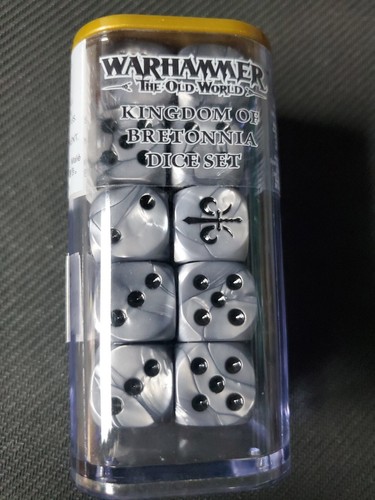 WARHAMMER
THE OLD WORLD
KINGDOM OF
BRETONNIA
DICE SET